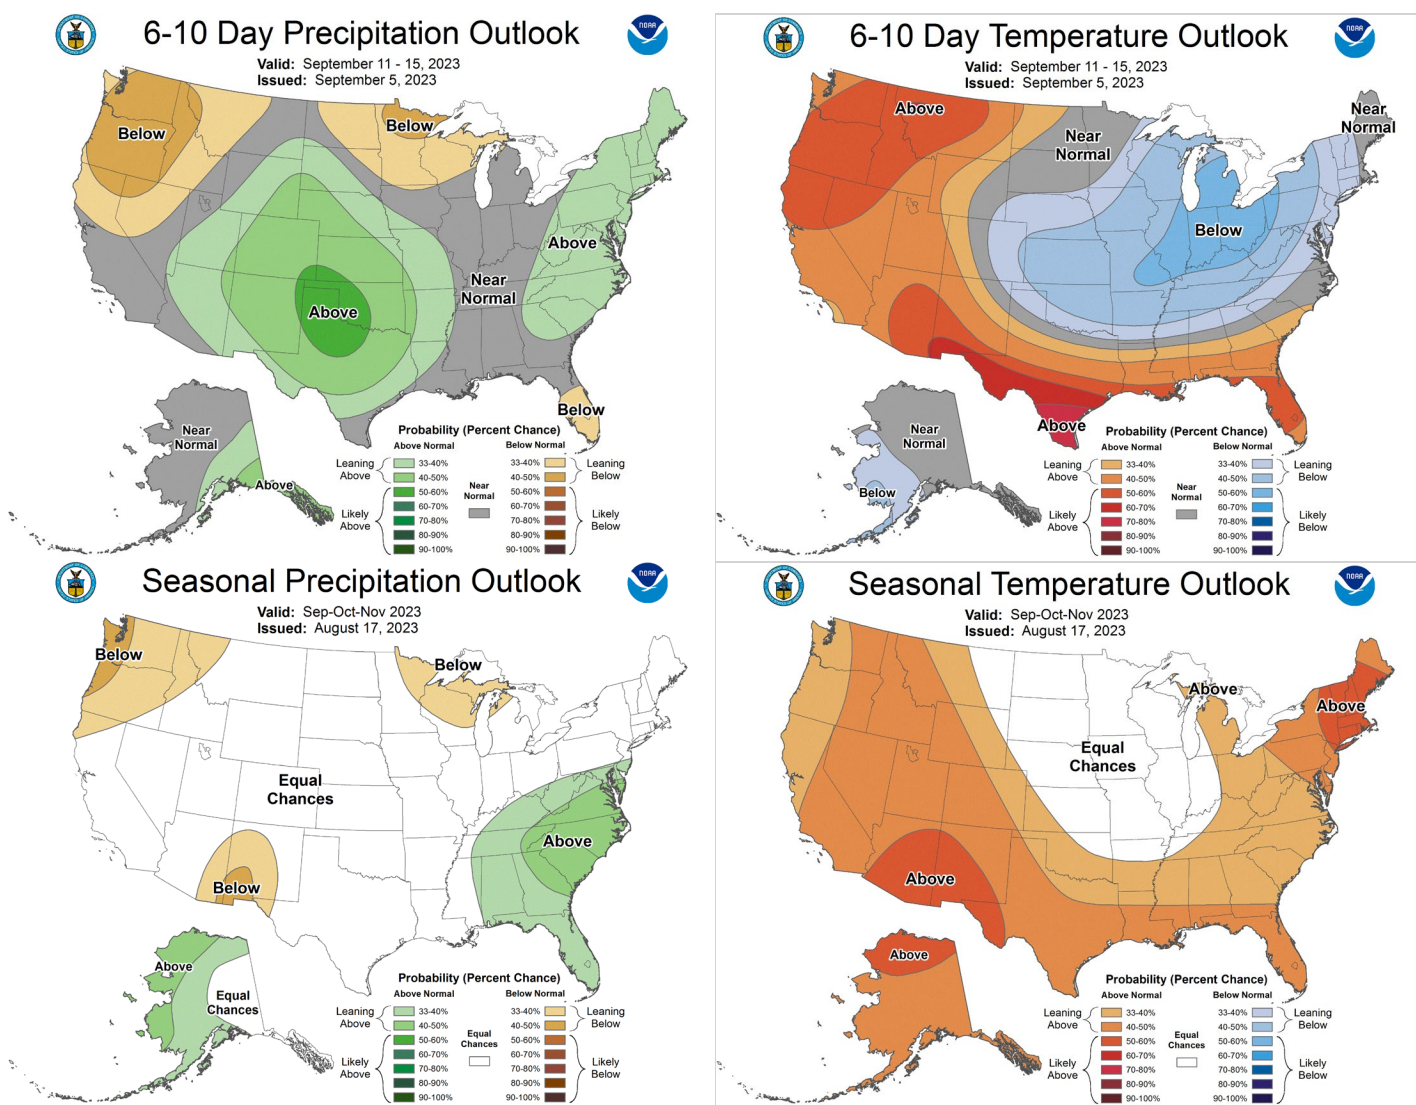 6-10 Day Precipitation Outlook
NOAA
Valid: September 11 - 15, 2023
Issued: September 5, 2023
Below
Below
Above
Above
Near
Normal
Below
Near
Normal
Above
Probability (Percent Chance)
Above Normal
Below Normal
Leaning
Above
33-40%
40-50%
50-60%
60-70%
70-80%
80-90%
90-100%
Likely
Above
Near
Normal
33-40%
40-50%
50-60%
60-70%
70-80%
80-90%
90-100%
Leaning
Below
Likely
Below
6-10 Day Temperature Outlook
NOAA
Valid: September 11 - 15, 2023
Issued: September 5, 2023
Above
Near
Normal
Near
Normal
Below
Above
Near
Normal
Below
Probability (Percent Chance)
Above Normal
Below Normal
Leaning
Above
33-40%
40-50%
50-60%
60-70%
70-80%
80-90%
90-100%
Likely
Above
Near
Normal
33-40%
40-50%
50-60%
60-70%
70-80%
80-90%
90-100%
Leaning
Below
Likely
Below
Seasonal Precipitation Outlook
NOAA
Valid: Sep-Oct-Nov 2023
Issued: August 17, 2023
Below
Below
Equal
Chances
Above
Below
Above
Equal
Chances
Probability (Percent Chance)
Above Normal
Below Normal
Leaning
Above
33-40%
40-50%
50-60%
60-70%
70-80%
80-90%
90-100%
Likely
Above
Equal
Chances
33-40%
40-50%
50-60%
60-70%
70-80%
80-90%
90-100%
Leaning
Below
Likely
Below
Seasonal Temperature Outlook
NOAA
Valid: Sep-Oct-Nov 2023
Issued: August 17, 2023
Above
Above
Equal
Chances
Above
Above
Probability (Percent Chance)
Above Normal
Below Normal
Leaning
Above
33-40%
40-50%
50-60%
60-70%
70-80%
80-90%
90-100%
Likely
Above
Equal
Chances
33-40%
40-50%
50-60%
60-70%
70-80%
80-90%
90-100%
Leaning
Below
Likely
Below